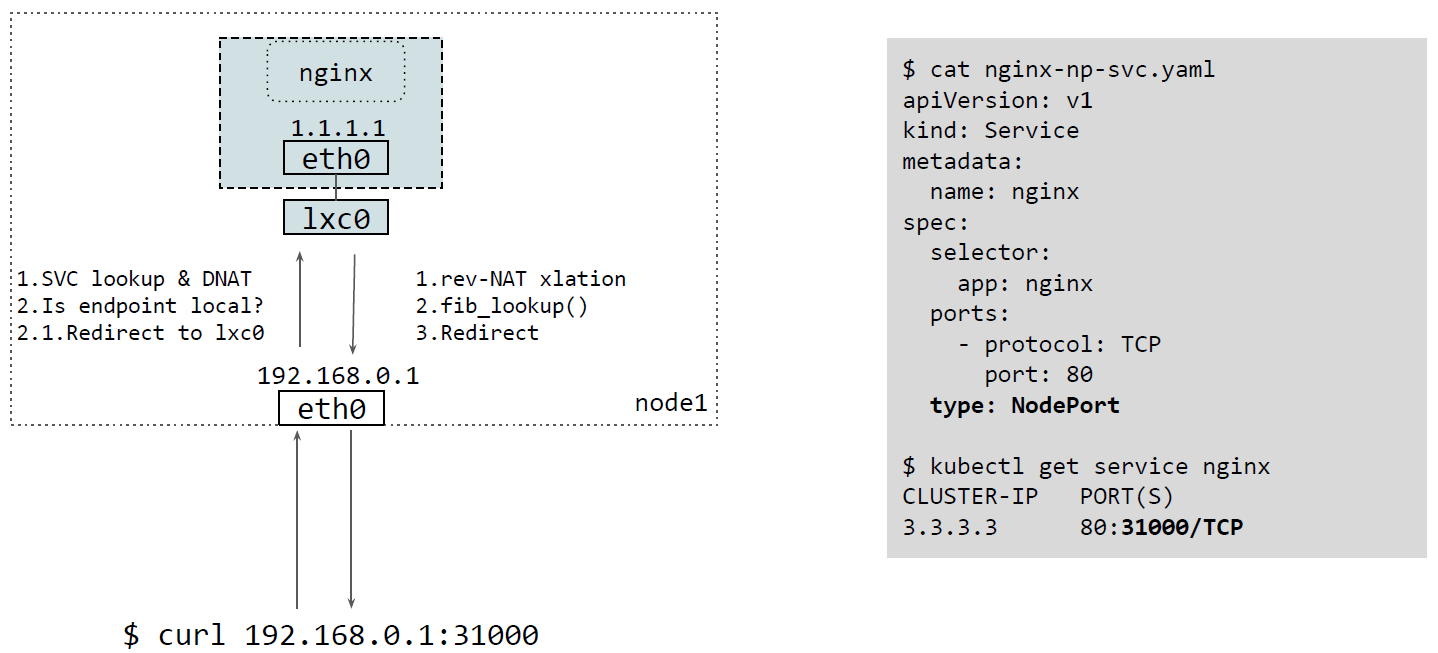 nginx
1.1.1.1
eth0
lxc0
1.SVC lookup & DNAT
2.Is endpoint local?
2.1.Redirect to lxc0
1.rev-NAT xlation
2.fib_lookup()
3.Redirect
192.168.0.1
eth0
node1
$ curl 192.168.0.1:31000
$ cat nginx-np-svc.yaml
apiVersion: v1
kind: Service
metadata:
  name: nginx
spec:
  selector:
    app: nginx
  ports:
    - protocol: TCP
      port: 80
  type: NodePort
$ kubectl get service nginx
CLUSTER-IP   PORT(S)
3.3.3.3      80:31000/TCP